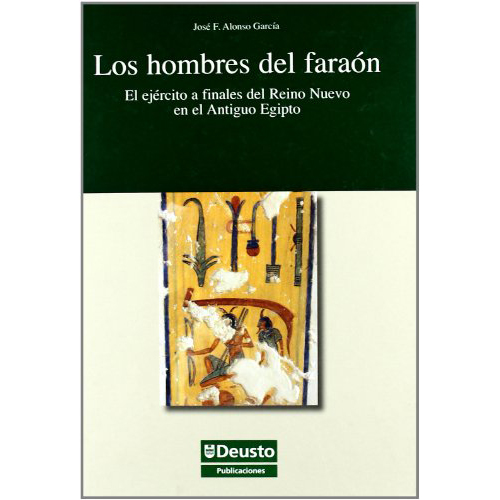 José F. Alonso García
Los hombres del faraón
El ejército a finales del Reino Nuevo
en el Antiguo Egipto
Deusto
Publicaciones